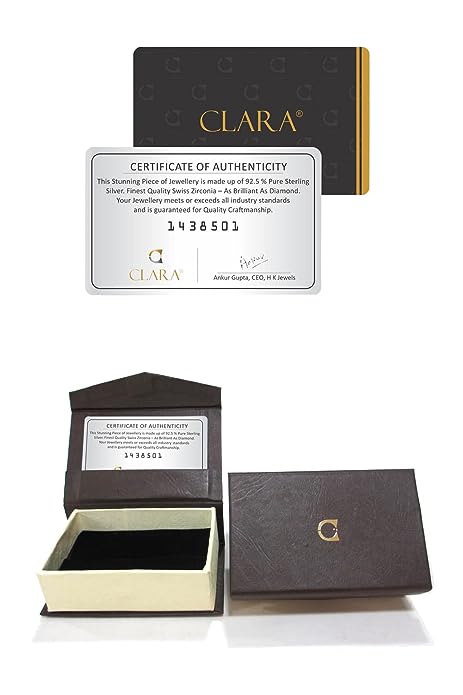 CLARA®
CERTIFICATE OF AUTHENTICITY
This Stunning Piece of Jewellery is made up of 92.5 % Pure Sterling
Silver. Finest Quality Swiss Zirconia – As Brilliant As Diamond.
Your Jewellery meets or exceeds all industry standards
and is guaranteed for Quality Craftmanship.
1438501
CLARA®
Ankur
Ankur Gupta, CEO, H K Jewels
CERTIFICATE OF AUTHENTICITY
This Stunning Piece of Jewellery is made up of 92.5 % Pure Sterling
Silver. Finest Quality Swiss Zirconia – As Brilliant As Diamond.
Your Jewellery meets or exceeds all industry standards
and is guaranteed for Quality Craftmanship.
1438501